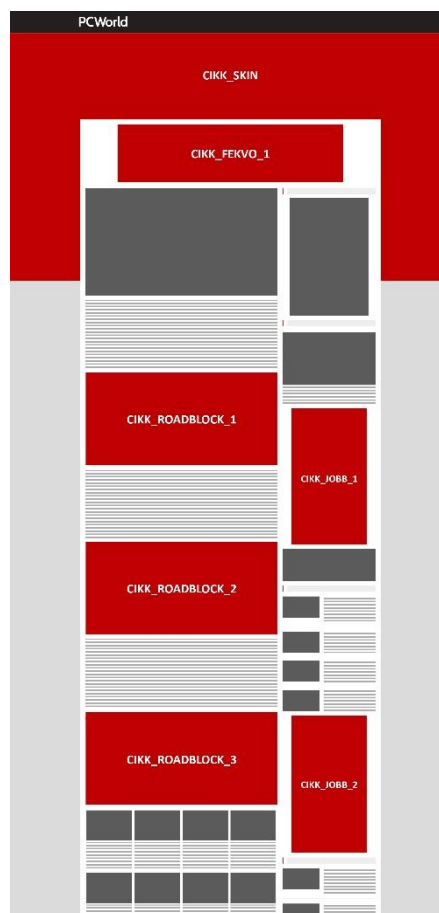 PCWorld
CIKK_SKIN
CIKK_FEKVO_1
CIKK_ROADBLOCK_1
CIKK_JOBB_1
CIKK_ROADBLOCK_2
CIKK_ROADBLOCK_3
CIKK_JOBB_2